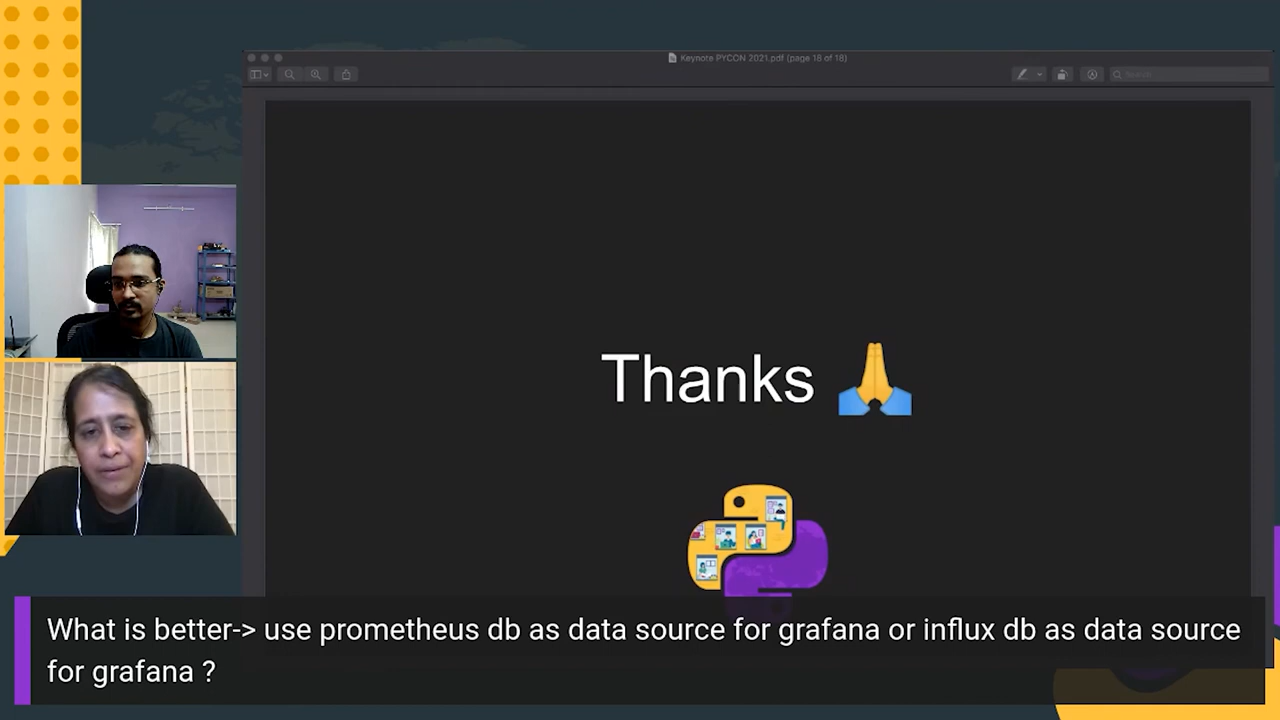 Keynote PYCON 2021.pdf (page 18 of 18)
Search
Thanks
What is better-> use prometheus db as data source for grafana or influx db as data source
for grafana ?